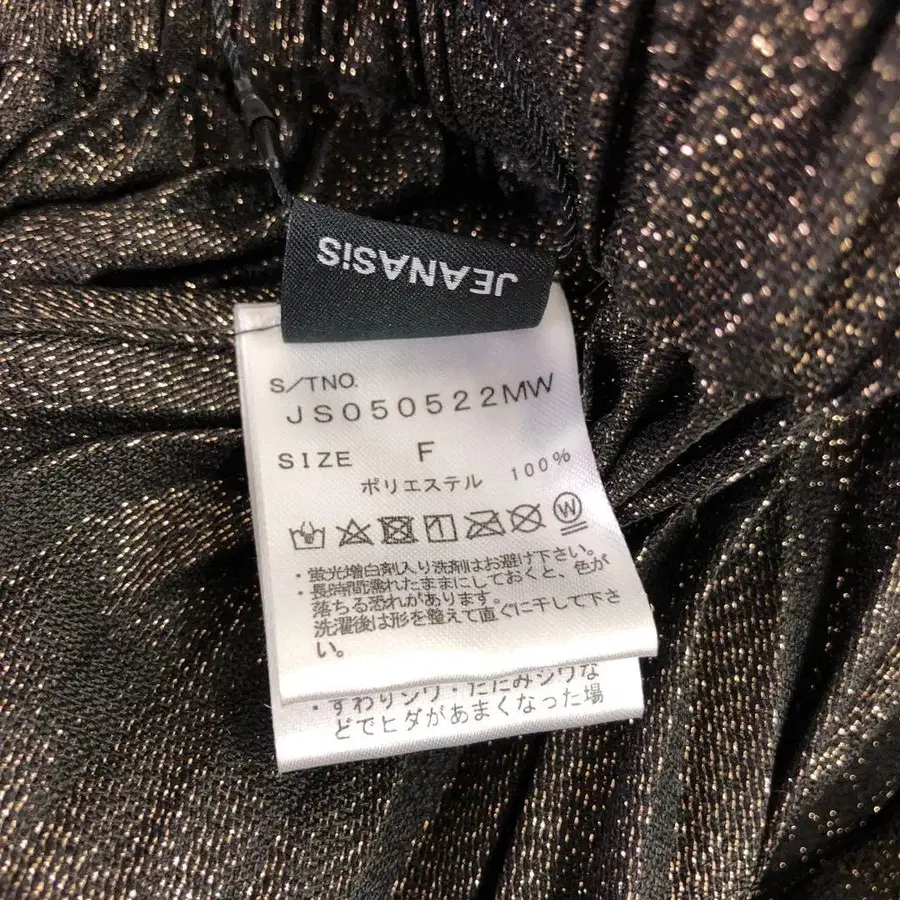 JEANASiS
S/TNO.
JS050522MW
SIZE F
ポリエステル 100%
W
・蛍光増白剤入り洗剤はお避け下さい。
・長時間濡れたままにしておくと、色が
落ちる恐れがあります。
洗濯後は形を整えて直ぐに干して下さ
い。
・すわりシワ・たたみシワな
どでヒダがあまくなった場